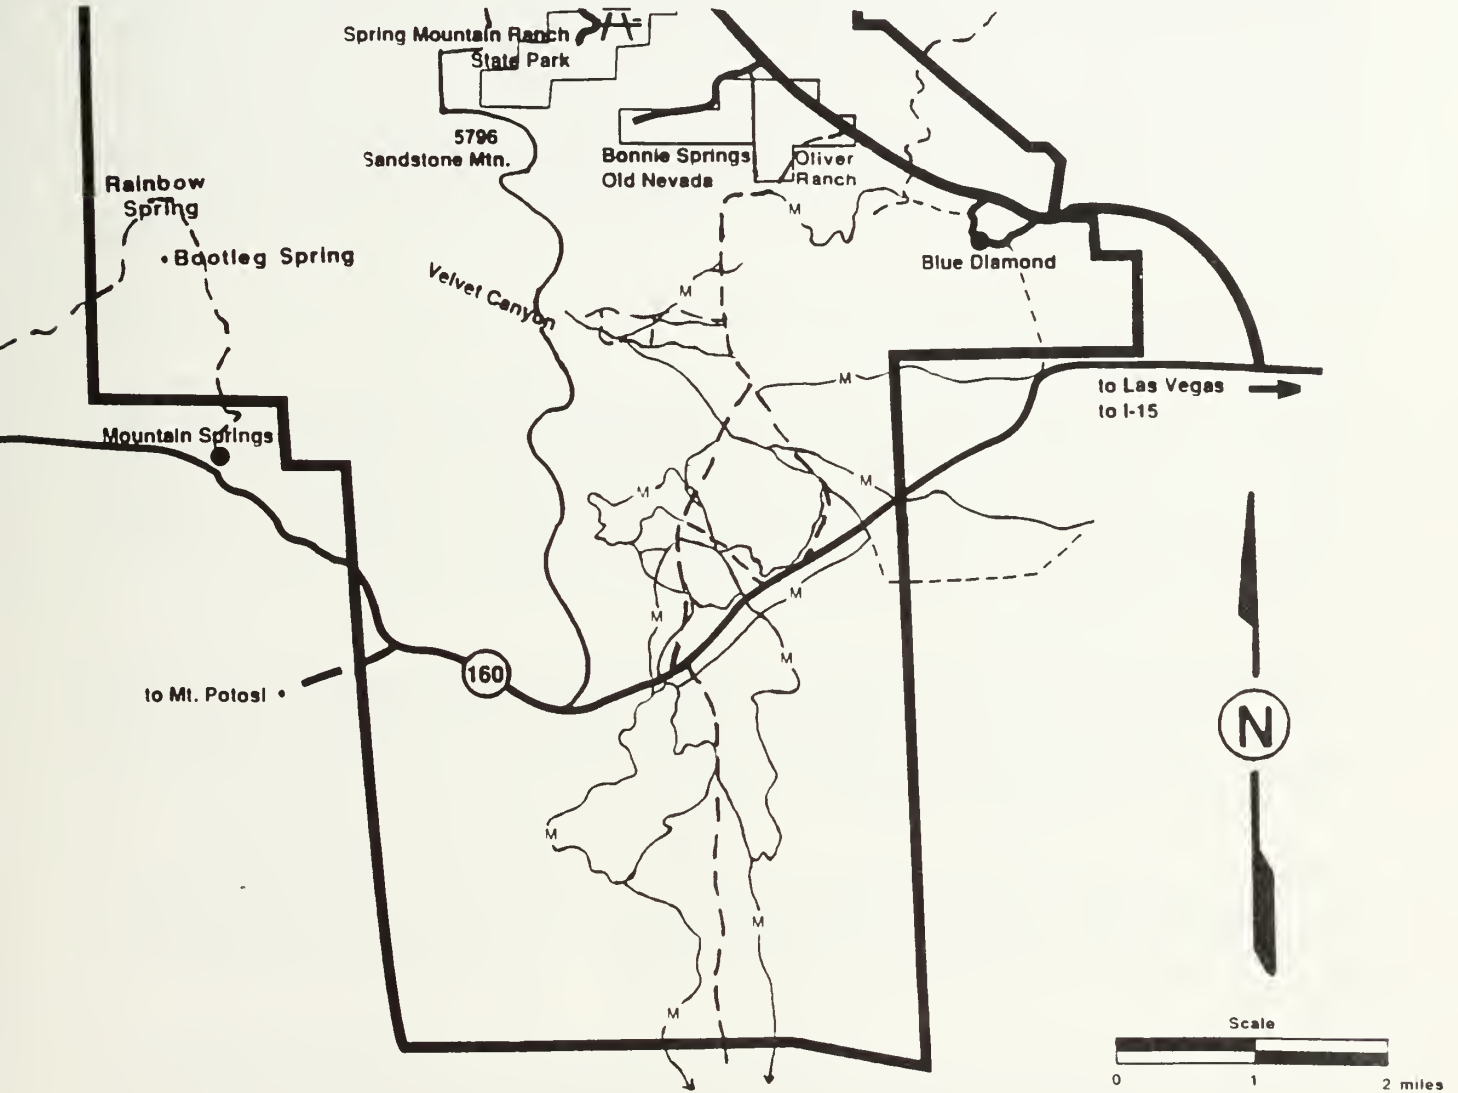 Spring Mountain Ranch
State Park
5796
Sandstone Mtn.
Bonnie Springs
Old Nevada
Oliver
Ranch
Rainbow
Spring
M
Bootleg Spring
Blue Diamond
Velvet Canyon
M
M
to Las Vegas
to I-15
Mountain Springs
M
M
M
M
M
160
to Mt. Potosi
N
M
M
M
Scale
0 1 2 miles